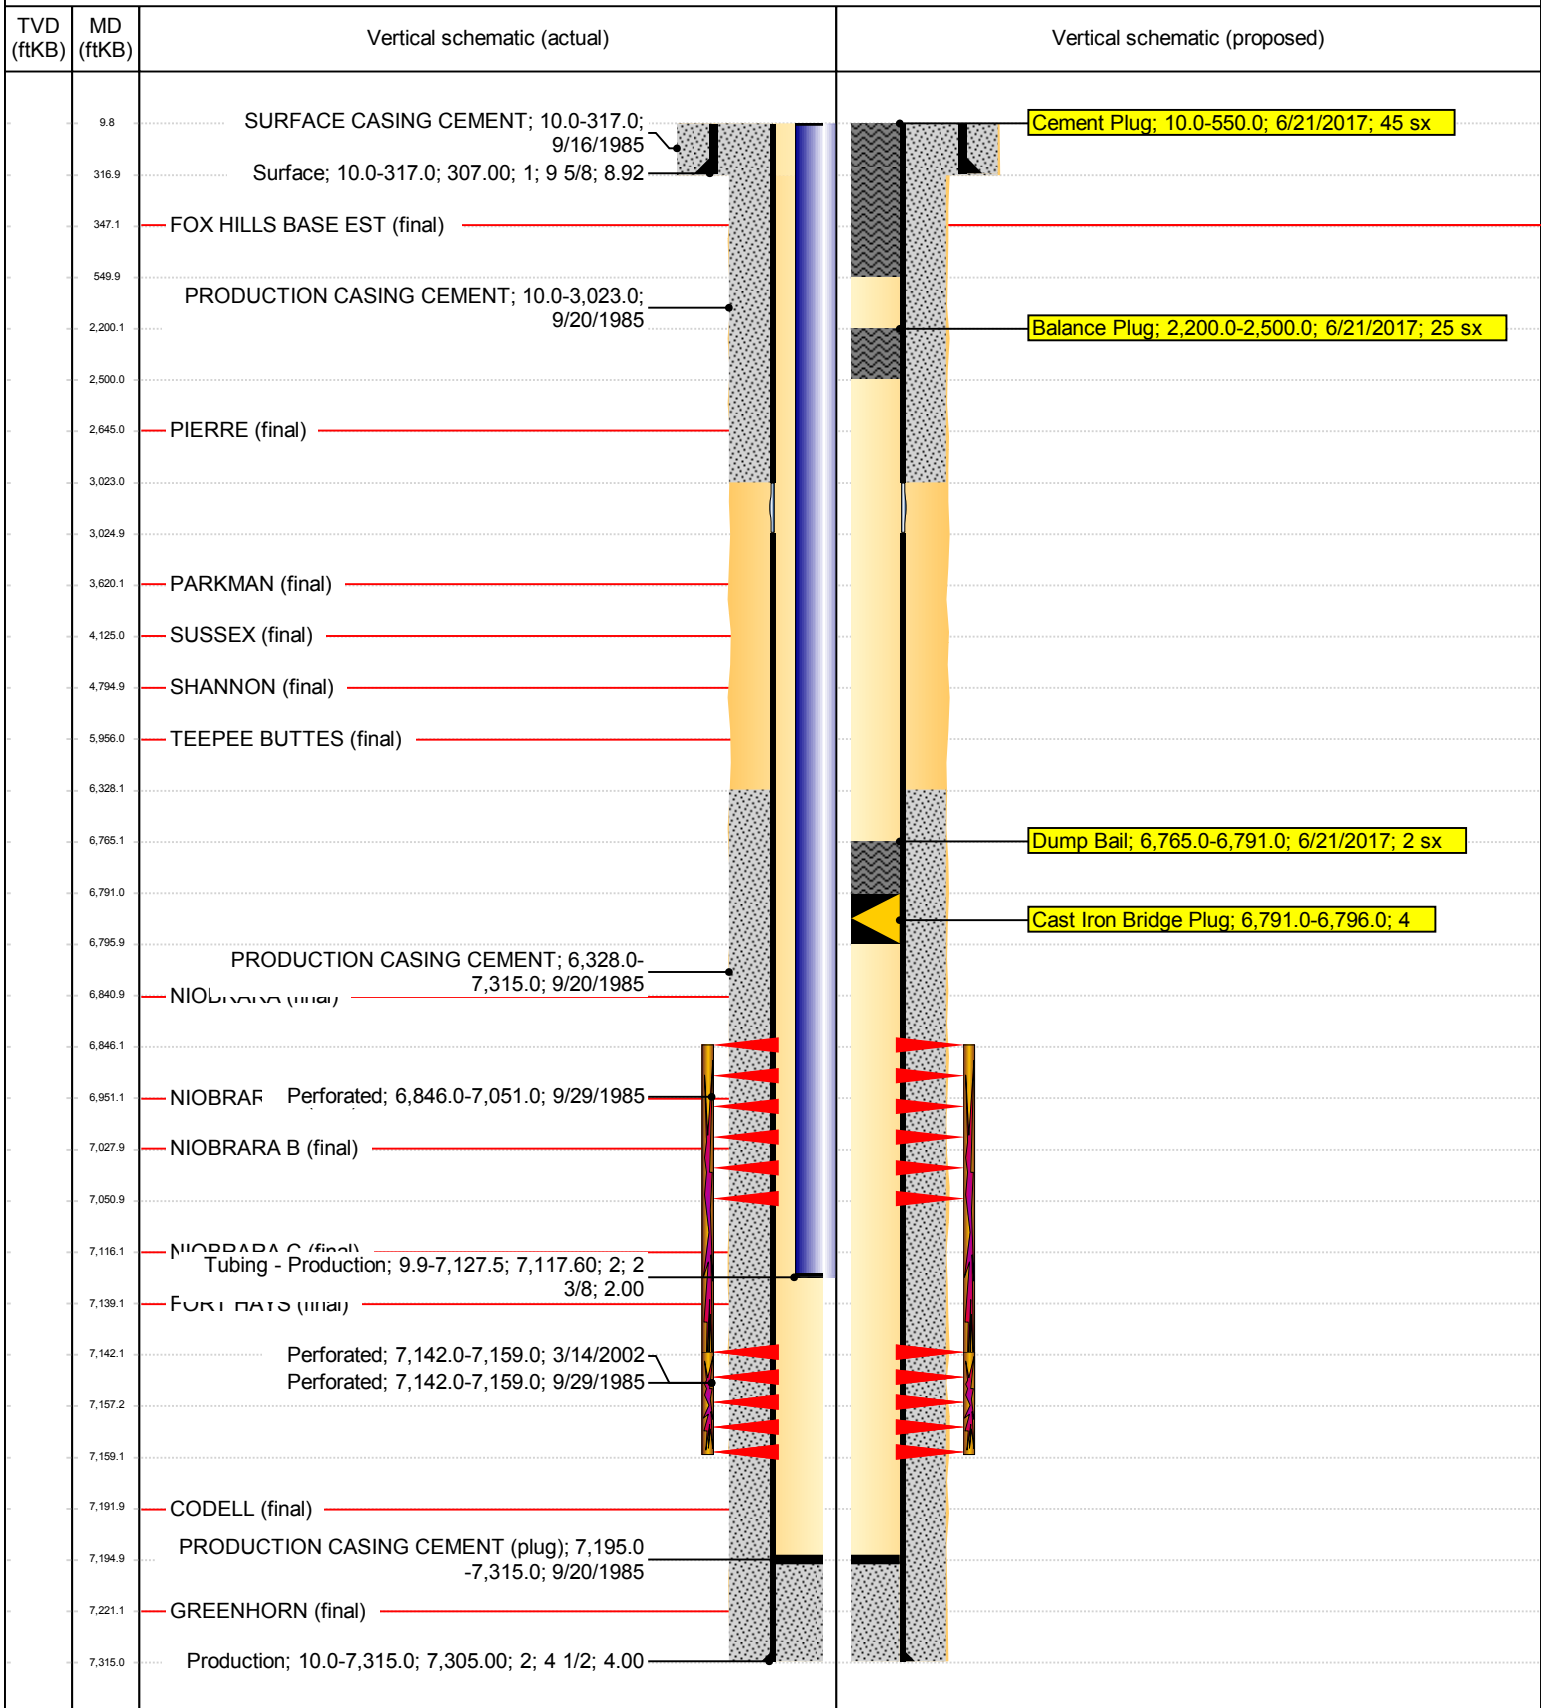 TVD (ftKB)
MD (ftKB)
Vertical schematic (actual)
Vertical schematic (proposed)
9.8
SURFACE CASING CEMENT; 10.0-317.0;
9/16/1985
Cement Plug; 10.0-550.0; 6/21/2017; 45 sx
316.9
Surface; 10.0-317.0; 307.00; 1; 9 5/8; 8.92
347.1
FOX HILLS BASE EST (final)
549.9
PRODUCTION CASING CEMENT; 10.0-3,023.0;
9/20/1985
2,200.1
Balance Plug; 2,200.0-2,500.0; 6/21/2017; 25 sx
2,500.0
2,645.0
PIERRE (final)
3,023.0
3,024.9
3,620.1
PARKMAN (final)
4,125.0
SUSSEX (final)
4,794.9
SHANNON (final)
5,956.0
TEEPEE BUTTES (final)
6,328.1
6,765.1
Dump Bail; 6,765.0-6,791.0; 6/21/2017; 2 sx
6,791.0
Cast Iron Bridge Plug; 6,791.0-6,796.0; 4
6,795.9
PRODUCTION CASING CEMENT; 6,328.0-
7,315.0; 9/20/1985
6,840.9
NIOBRARA (final)
6,846.1
6,951.1
NIOBRAR
Perforated; 6,846.0-7,051.0; 9/29/1985
7,027.9
NIOBRARA B (final)
7,050.9
7,116.1
NIOBRARA C (final)
Tubing - Production; 9.9-7,127.5; 7,117.60; 2; 2
3/8; 2.00
7,139.1
FORT HAYS (final)
7,142.1
Perforated; 7,142.0-7,159.0; 3/14/2002
Perforated; 7,142.0-7,159.0; 9/29/1985
7,157.2
7,159.1
7,191.9
CODELL (final)
7,194.9
PRODUCTION CASING CEMENT (plug); 7,195.0
-7,315.0; 9/20/1985
7,221.1
GREENHORN (final)
7,315.0
Production; 10.0-7,315.0; 7,305.00; 2; 4 1/2; 4.00